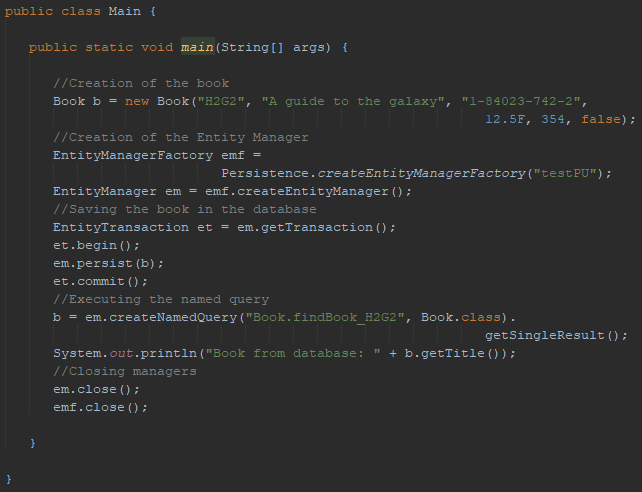 public class Main {
public static void main(String[] args) {
//Creation of the book
Book b = new Book("H2G2", "A guide to the galaxy", "1-84023-742-2",
12.5F, 354, false);
//Creation of the Entity Manager
EntityManagerFactory emf =
Persistence.createEntityManagerFactory("testPU");
EntityManager em = emf.createEntityManager();
//Saving the book in the database
EntityTransaction et = em.getTransaction();
et.begin();
em.persist(b);
et.commit();
//Executing the named query
b = em.createNamedQuery("Book.findBook_H2G2", Book.class).
getSingleResult();
System.out.println("Book from database: " + b.getTitle());
//Closing managers
em.close();
emf.close();
}
}